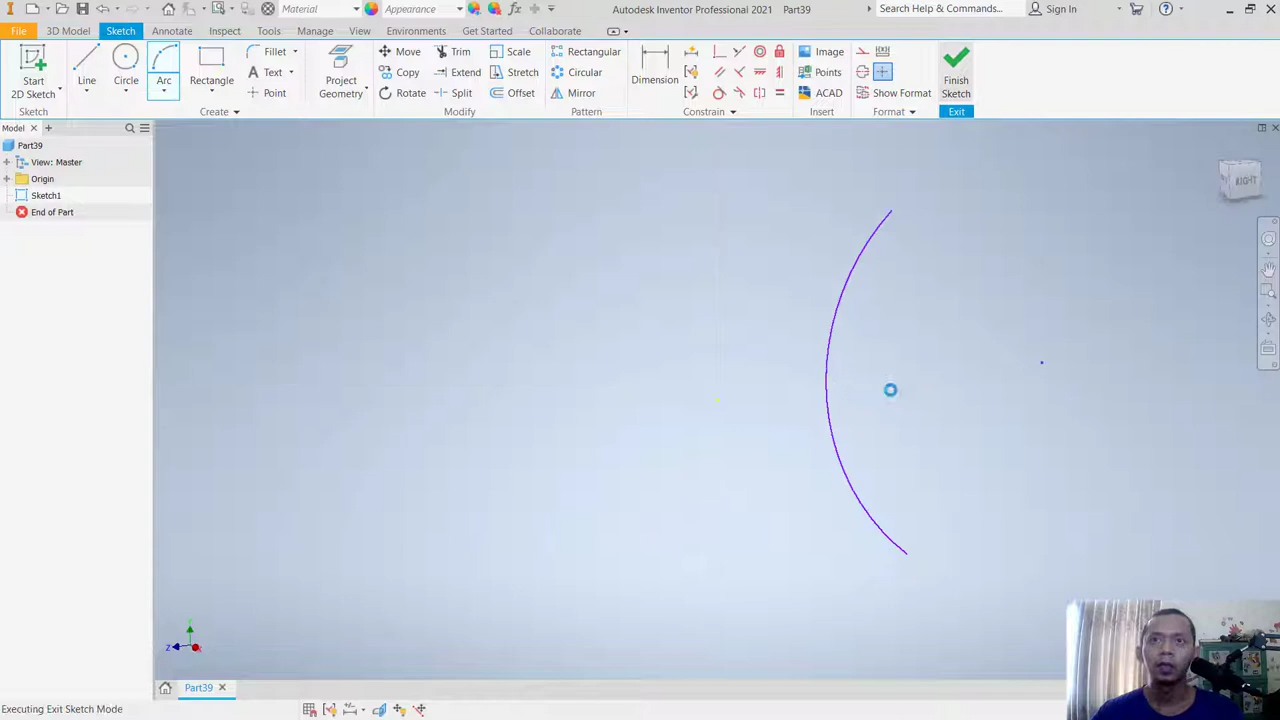 Material
Appearance
Autodesk Inventor Professional 2021 Part39
Search Help & Commands...
Sign In
File
3D Model
Sketch
Annotate
Inspect
Tools
Manage
View
Environments
Get Started
Collaborate
Start
2D Sketch
Line
Circle
Arc
Rectangle
Fillet
Text
Point
Project
Geometry
Move
Copy
Rotate
Trim
Extend
Split
Scale
Stretch
Offset
Rectangular
Circular
Mirror
Dimension
Image
Points
ACAD
Show Format
Finish
Sketch
Sketch
Create
Modify
Pattern
Constrain
Insert
Format
Exit
Model
Part39
View: Master
Origin
Sketch1
End of Part
RIGHT
Part39
Executing Exit Sketch Mode